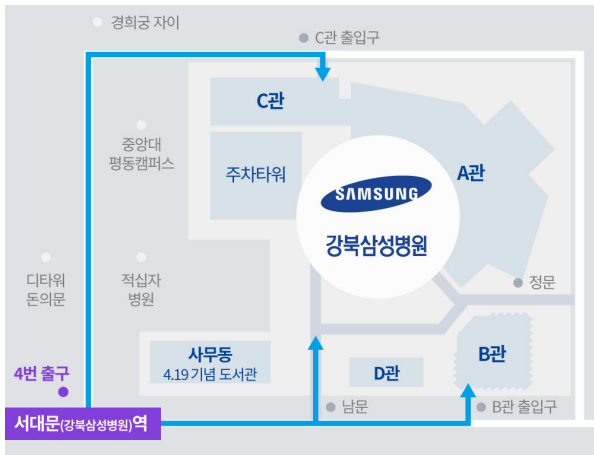 경희궁 자이
C관 출입구
C관
중앙대
평동캠퍼스
주차타워
A관
SAMSUNG
강북삼성병원
디타워
돈의문
적십자
병원
정문
사무동
4.19 기념 도서관
B관
4번 출구
D관
서대문(강북삼성병원)역
남문
B관 출입구